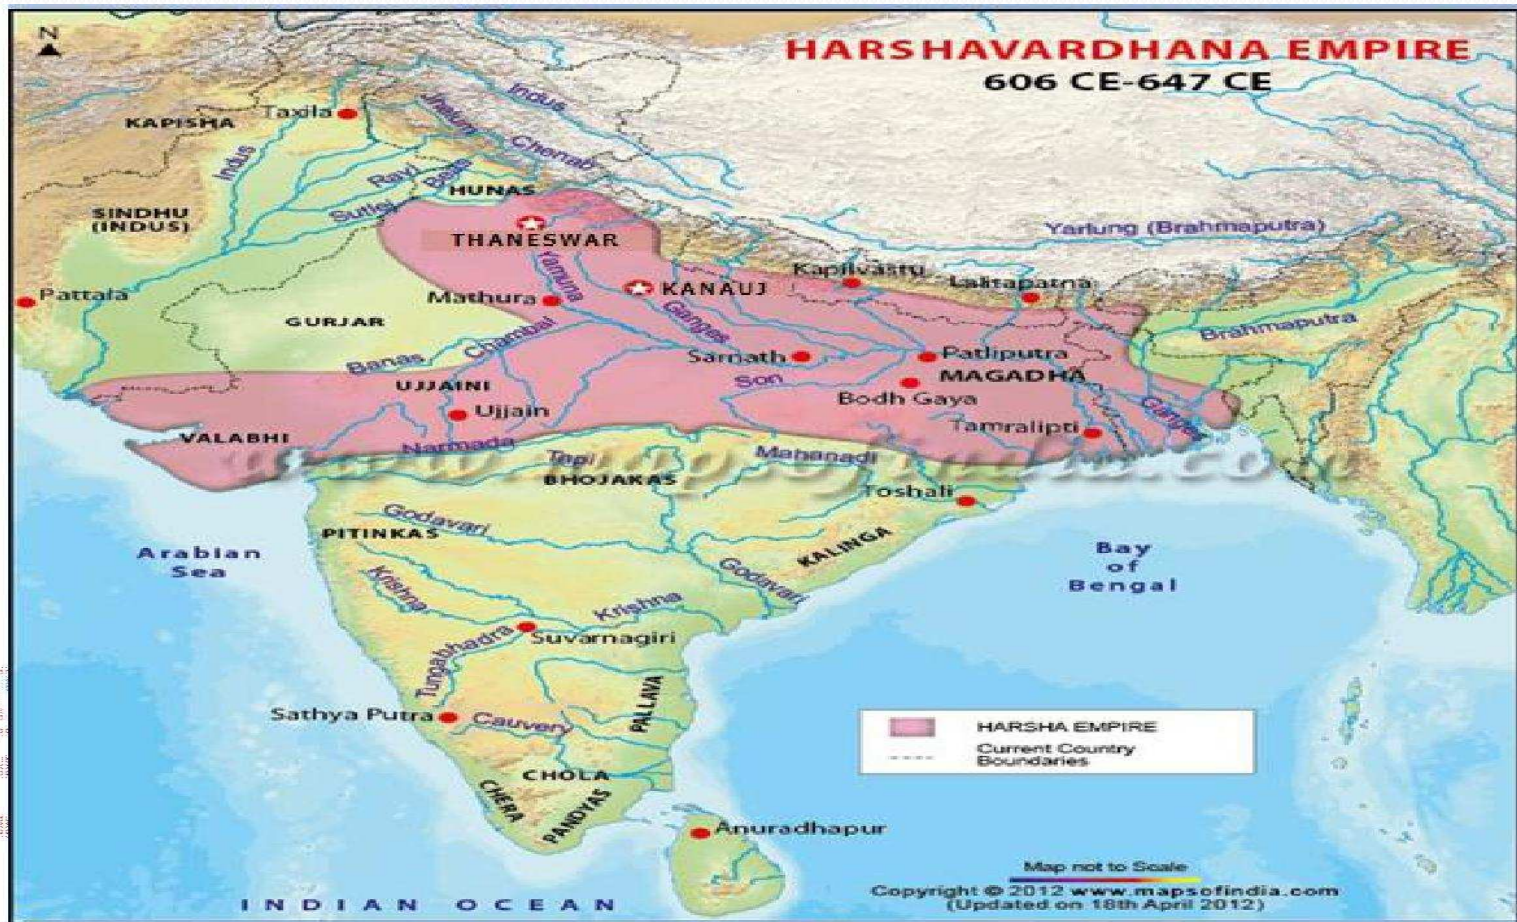 N
HARSHAVARDHANA EMPIRE
606 CE-647 CE
KAPISHA
Taxila
Indus
Jhelum
Indus
Chenab
Ravi
Beas
HUNAS
Sutlej
SINDHU
(INDUS)
THANESWAR
Yarlung (Brahmaputra)
Yamuna
Pattala
Mathura
KANAUJ
Kapilvastu
Lalitapatna
GURJAR
Ganges
Brahmaputra
Banas
Chambal
Sarnath
Patliputra
UJJAINI
Son
MAGADHA
Ujjain
Bodh Gaya
Ganges
VALABHI
Narmada
Tamralipti
www.mapsofindia.com
Tapi
Mahanadi
BHOJAKAS
Toshali
Godavari
PITINKAS
KALINGA
Arabian
Sea
Bay
of
Bengal
Godavari
Krishna
Krishna
Suvarnagiri
Tungabhadra
PALLAVA
Sathya Putra
Cauvery
HARSHA EMPIRE
Current Country
Boundaries
CHOLA
CHERA
PANDYAS
Anuradhapur
Map not to Scale
Copyright © 2012 www.mapsofindia.com
(Updated on 18th April 2012)
INDIAN OCEAN